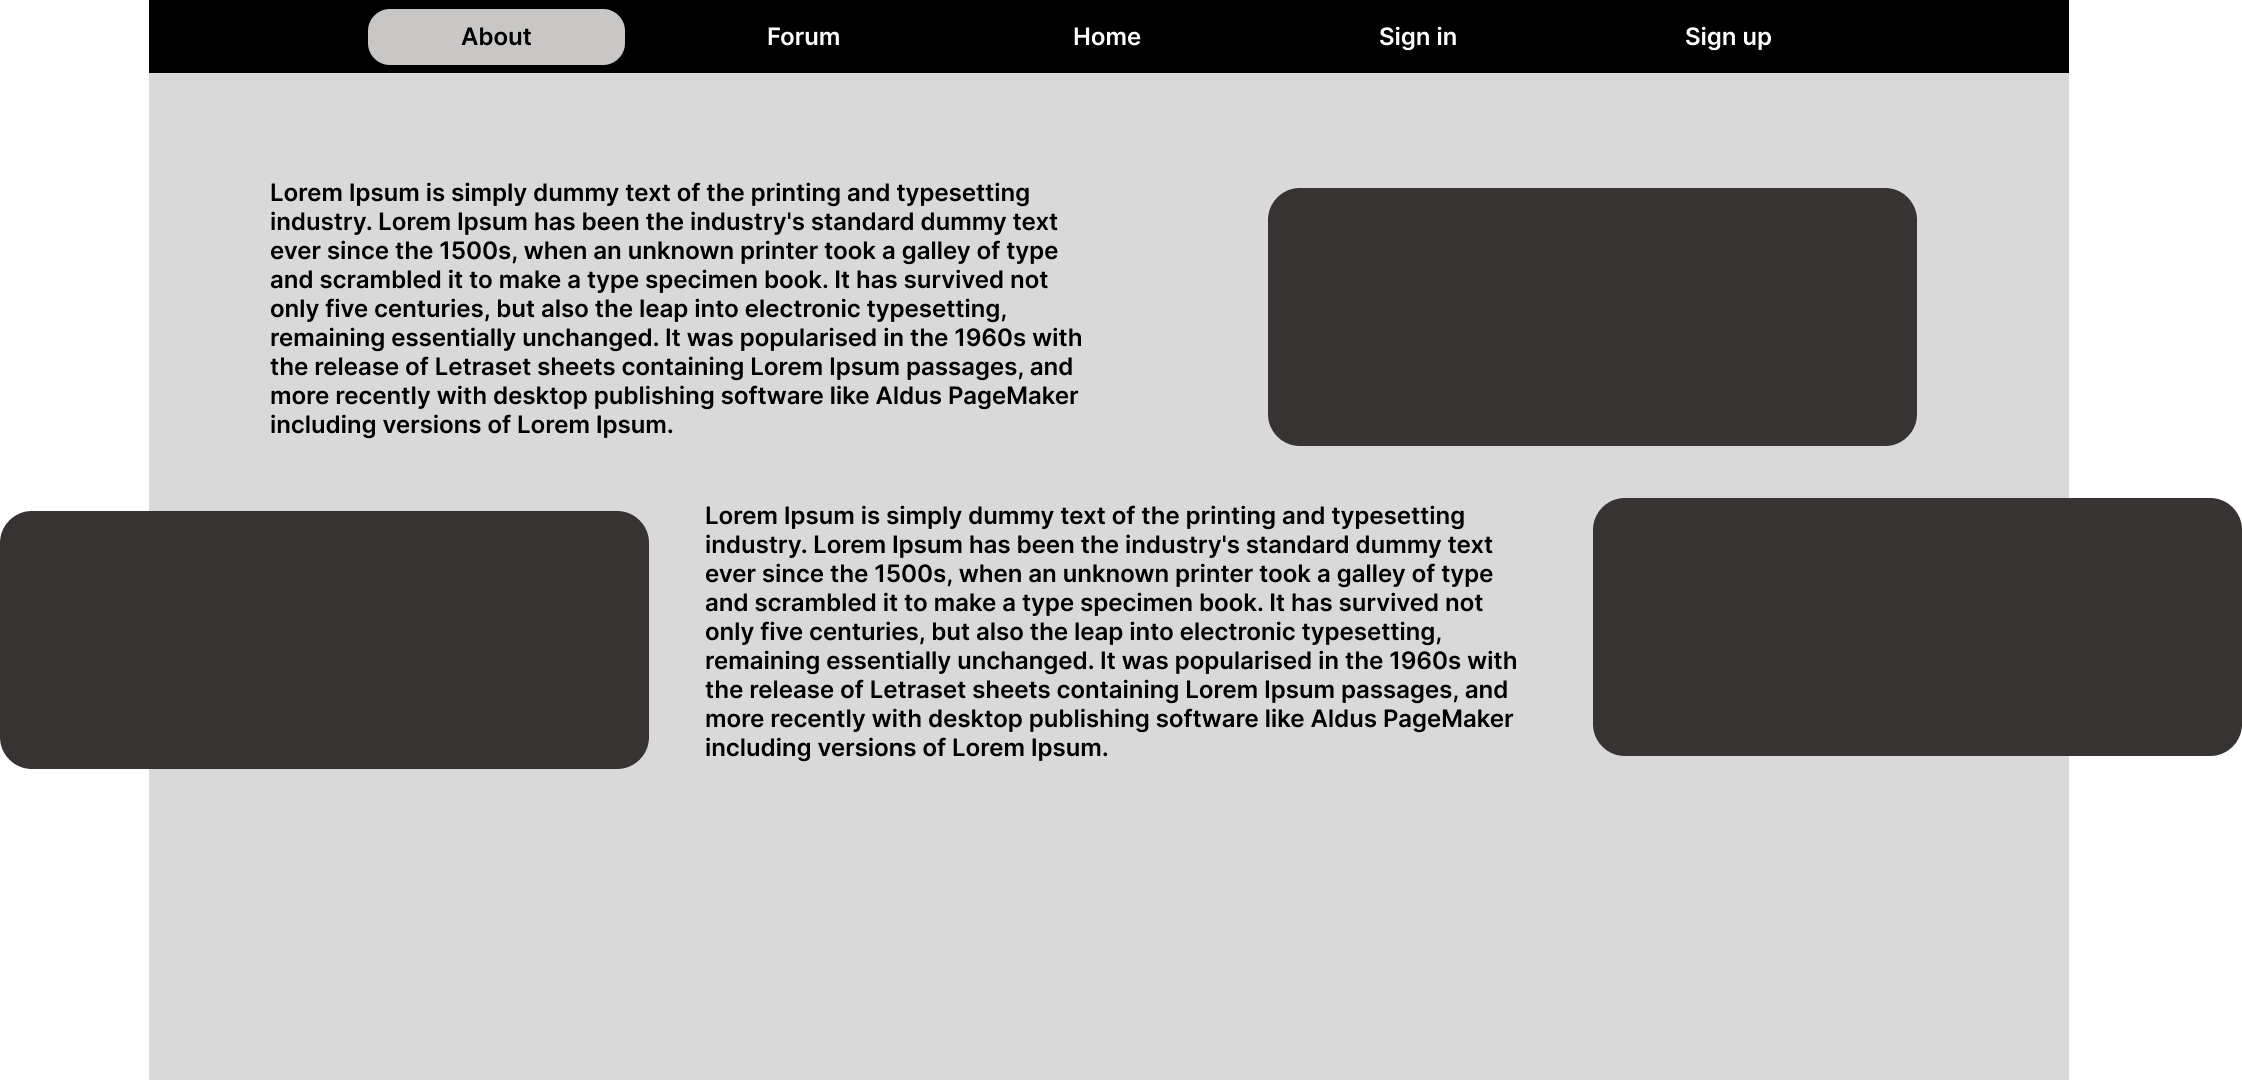 About
Forum
Home
Sign in
Sign up
Lorem Ipsum is simply dummy text of the printing and typesetting
industry. Lorem Ipsum has been the industry's standard dummy text
ever since the 1500s, when an unknown printer took a galley of type
and scrambled it to make a type specimen book. It has survived not
only five centuries, but also the leap into electronic typesetting,
remaining essentially unchanged. It was popularised in the 1960s with
the release of Letraset sheets containing Lorem Ipsum passages, and
more recently with desktop publishing software like Aldus PageMaker
including versions of Lorem Ipsum.
Lorem Ipsum is simply dummy text of the printing and typesetting
industry. Lorem Ipsum has been the industry's standard dummy text
ever since the 1500s, when an unknown printer took a galley of type
and scrambled it to make a type specimen book. It has survived not
only five centuries, but also the leap into electronic typesetting,
remaining essentially unchanged. It was popularised in the 1960s with
the release of Letraset sheets containing Lorem Ipsum passages, and
more recently with desktop publishing software like Aldus PageMaker
including versions of Lorem Ipsum.